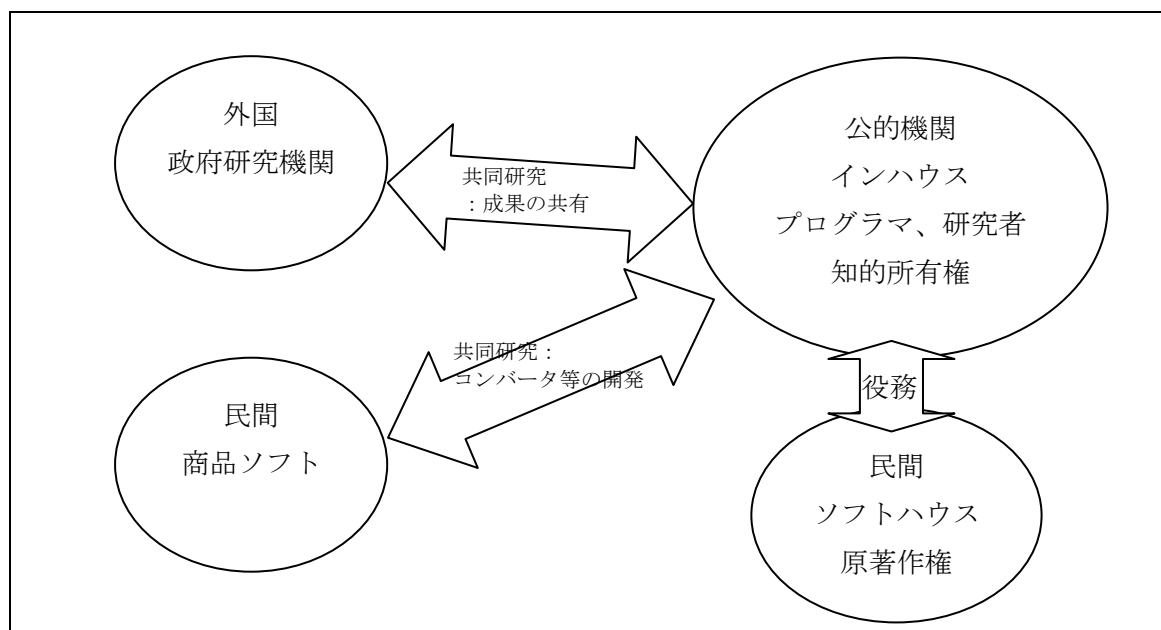 外国
政府研究機関
共同研究
：成果の共有
公的機関
インハウス
プログラマ、研究者
知的所有権
共同研究：
コンバータ等の開発
民間
商品ソフト
役務
民間
ソフトハウス
原著作権